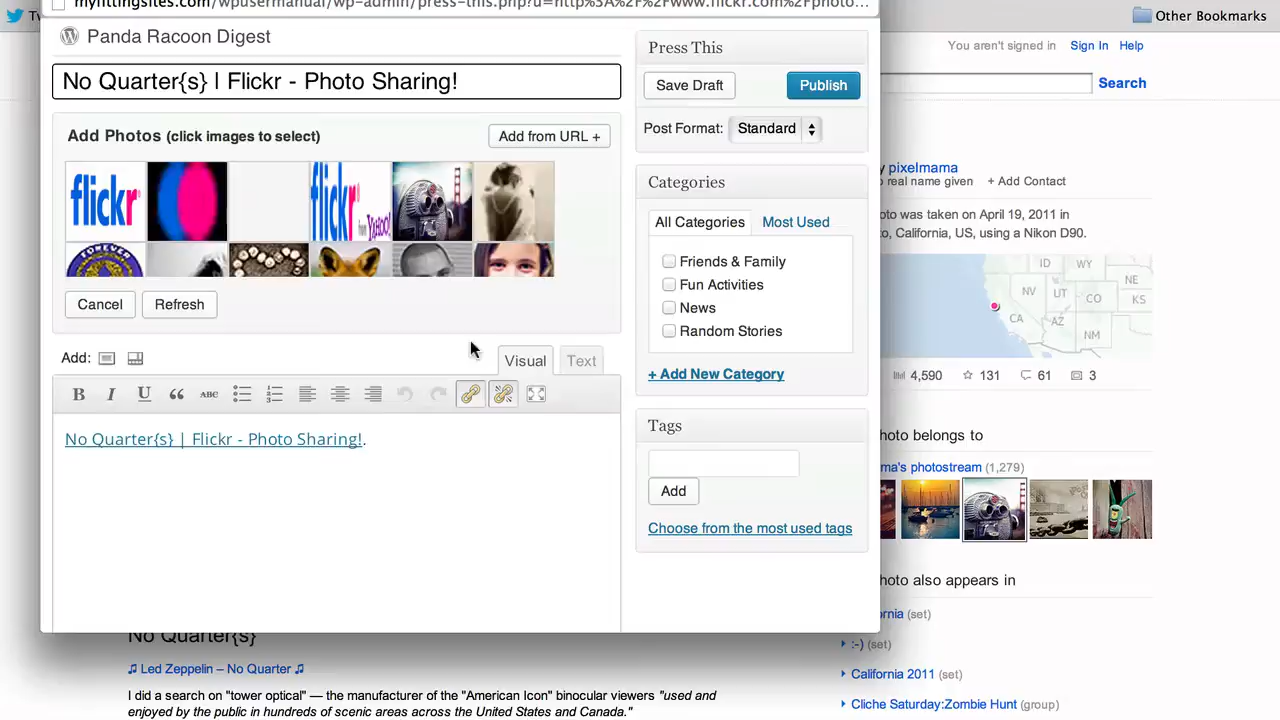 Tw
myfittingsites.com/wpusermanual/wp-admin/press-this.php?u=http%3A%2F%2Fwww.flickr.com%2Fphoto...
Other Bookmarks
Panda Racoon Digest
No Quarter{s} | Flickr - Photo Sharing!
Add Photos (click images to select)
Add from URL +
flickr
flickr
from YAHOO!
FOREVER
Cancel
Refresh
Add:
Visual
Text
B I U “ ABC
No Quarter{s} | Flickr - Photo Sharing!.
Press This
Save Draft
Publish
Post Format: Standard
Categories
All Categories
Most Used
Friends & Family
Fun Activities
News
Random Stories
+ Add New Category
Tags
Add
Choose from the most used tags
You aren't signed in Sign In Help
Search
y pixelmama
o real name given + Add Contact
oto was taken on April 19, 2011 in
to, California, US, using a Nikon D90.
ID WY
NV UT CO NE
KS
CA AZ
NM
4,590 131 61 3
hoto belongs to
ma's photostream (1,279)
hoto also appears in
ornia (set)
:-) (set)
California 2011 (set)
Cliche Saturday:Zombie Hunt (group)
No Quarter{s}
♫ Led Zeppelin – No Quarter ♫
I did a search on "tower optical" — the manufacturer of the "American Icon" binocular viewers "used and
enjoyed by the public in hundreds of scenic areas across the United States and Canada."